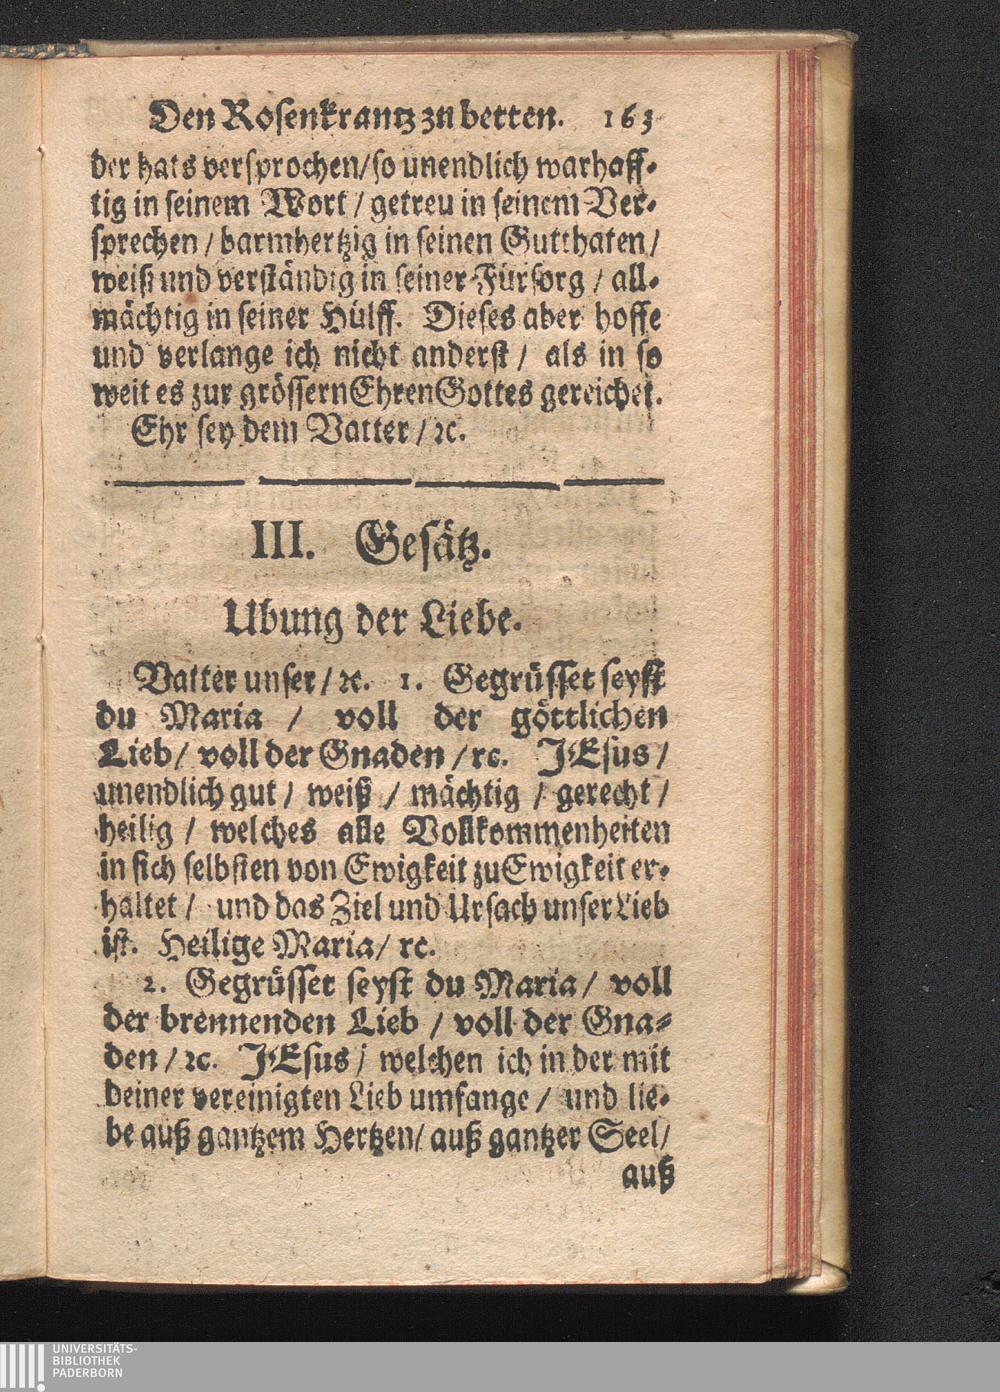 Den Rosenkrantz zu betten. 163
der hats versprochen/ so unendlich warhaff-
tig in seinem Wort / getreu in seinem Ver-
sprechen / barmhertzig in seinen Gutthaten /
weiß und verständig in seiner Fürsorg / all-
mächtig in seiner Hülff. Dieses aber hoffe
und verlange ich nicht anderst / als in so
weit es zur grössern Ehren Gottes gereichet.
Ehr sey dem Vatter / ꝛc.
III. Gesätz.
Ubung der Liebe.
Vatter unser / ꝛc. 1. Gegrüsset seyst
du Maria / voll der göttlichen
Lieb / voll der Gnaden / rc. JEsus /
unendlich gut / weiß / mächtig / gerecht /
heilig / welches alle Vollkommenheiten
in sich selbsten von Ewigkeit zu Ewigkeit er-
haltet / und das Ziel und Ursach unser Lieb
ist. Heilige Maria / rc.
2. Gegrüsset seyst du Maria / voll
der brennenden Lieb / voll der Gna-
den / ꝛc. JEsus / welchen ich in der mit
deiner vereinigten Lieb umfange / und lie-
be auß gantzem Hertzen / auß gantzer Seel /
auß
UNIVERSITÄTS-
BIBLIOTHEK
PADERBORN